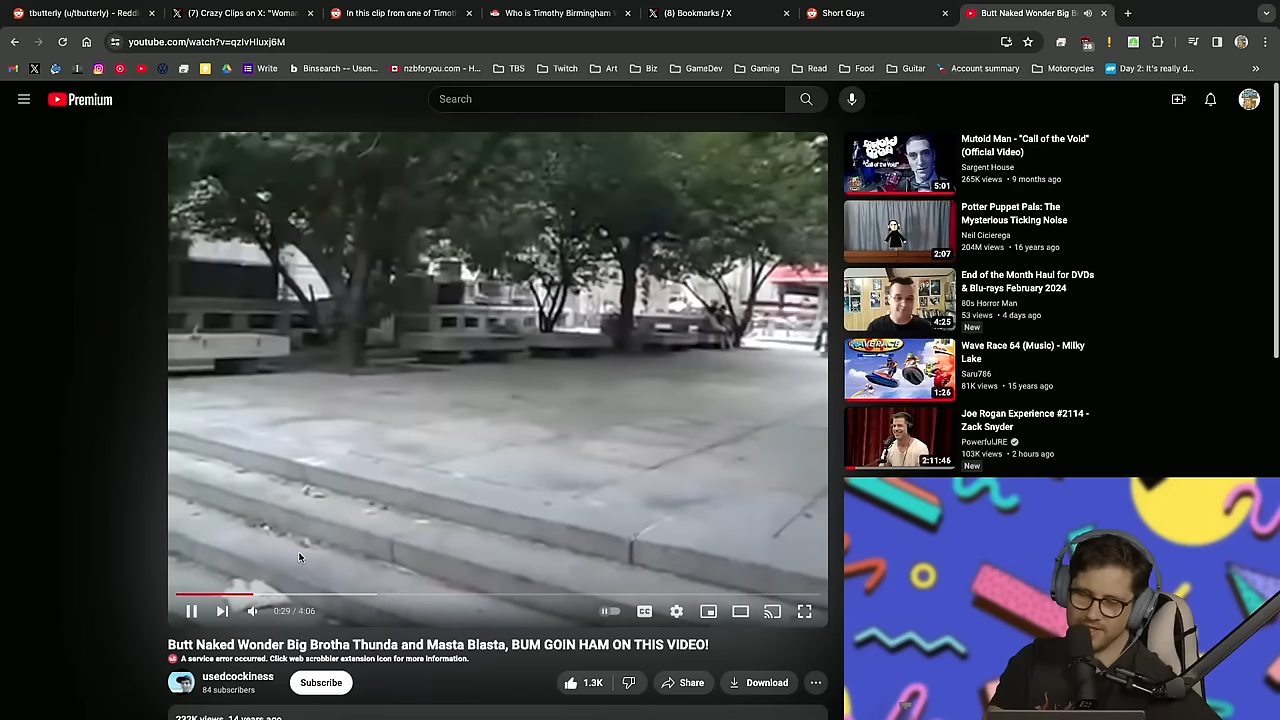 tbutterly (u/tbutterly) - Reddi
(7) Crazy Clips on X: "Woma
In this clip from one of Timoti
Who is Timothy Birmingham
(8) Bookmarks / X
Short Guys
Butt Naked Wonder Big B
youtube.com/watch?v=qzIvHluxj6M
28
Write
Binsearch -- Usen...
nzbforyou.com - H...
TBS
Twitch
Art
Biz
GameDev
Gaming
Read
Food
Guitar
Account summary
Motorcycles
Day 2: It's really d...
Premium
Search
Mutoid Man - "Call of the Void"
(Official Video)
Sargent House
265K views • 9 months ago
5:01
Potter Puppet Pals: The
Mysterious Ticking Noise
Neil Cicierega
204M views • 16 years ago
2:07
End of the Month Haul for DVDs
& Blu-rays February 2024
80s Horror Man
53 views • 4 days ago
New
4:25
Wave Race 64 (Music) - Milky
Lake
Saru786
81K views • 15 years ago
1:26
Joe Rogan Experience #2114 -
Zack Snyder
PowerfulJRE
103K views • 2 hours ago
New
2:11:46
0:29 / 4:06
Butt Naked Wonder Big Brotha Thunda and Masta Blasta, BUM GOIN HAM ON THIS VIDEO!
A service error occurred. Click web scrobbler extension icon for more information.
usedcockiness
84 subscribers
Subscribe
1.3K
Share
Download
232K views 14 years ago